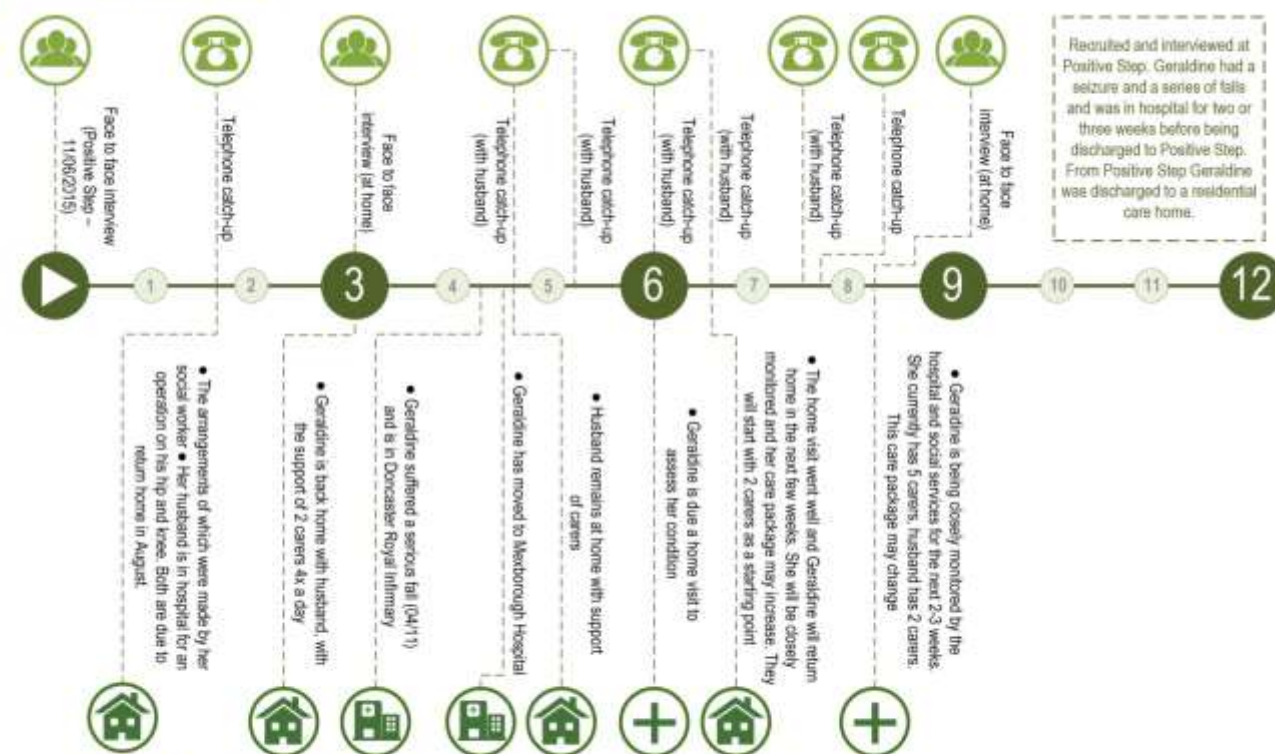 Face to face interview
(Positive Step –
11/06/2015)
Telephone catch-up
Face to face
interview (at home)
Telephone catch-up
(with husband)
Telephone catch-up
(with husband)
Telephone catch-up
(with husband)
Telephone catch-up
(with husband)
Telephone catch-up
(with husband)
Telephone catch-up
Face to face
interview (at home)
Recruited and interviewed at
Positive Step. Geraldine had a
seizure and a series of falls
and was in hospital for two or
three weeks before being
discharged to Positive Step.
From Positive Step Geraldine
was discharged to a residential
care home.
1
2
3
4
5
6
7
8
9
10
11
12
● The arrangements of which were made by her
social worker ● Her husband is in hospital for an
operation on his hip and knee. Both are due to
return home in August.
● Geraldine is back home with husband, with
the support of 2 carers 4x a day
● Geraldine suffered a serious fall (04/11)
and is in Doncaster Royal Infirmary
● Geraldine has moved to Mexborough Hospital
● Husband remains at home with support
of carers
● Geraldine is due a home visit to
assess her condition
● The home visit went well and Geraldine will return
home in the next few weeks. She will be closely
monitored and her care package may increase. They
will start with 2 carers as a starting point
● Geraldine is being closely monitored by the
hospital and social services for the next 2-3 weeks.
She currently has 5 carers, husband has 2 carers.
This care package may change